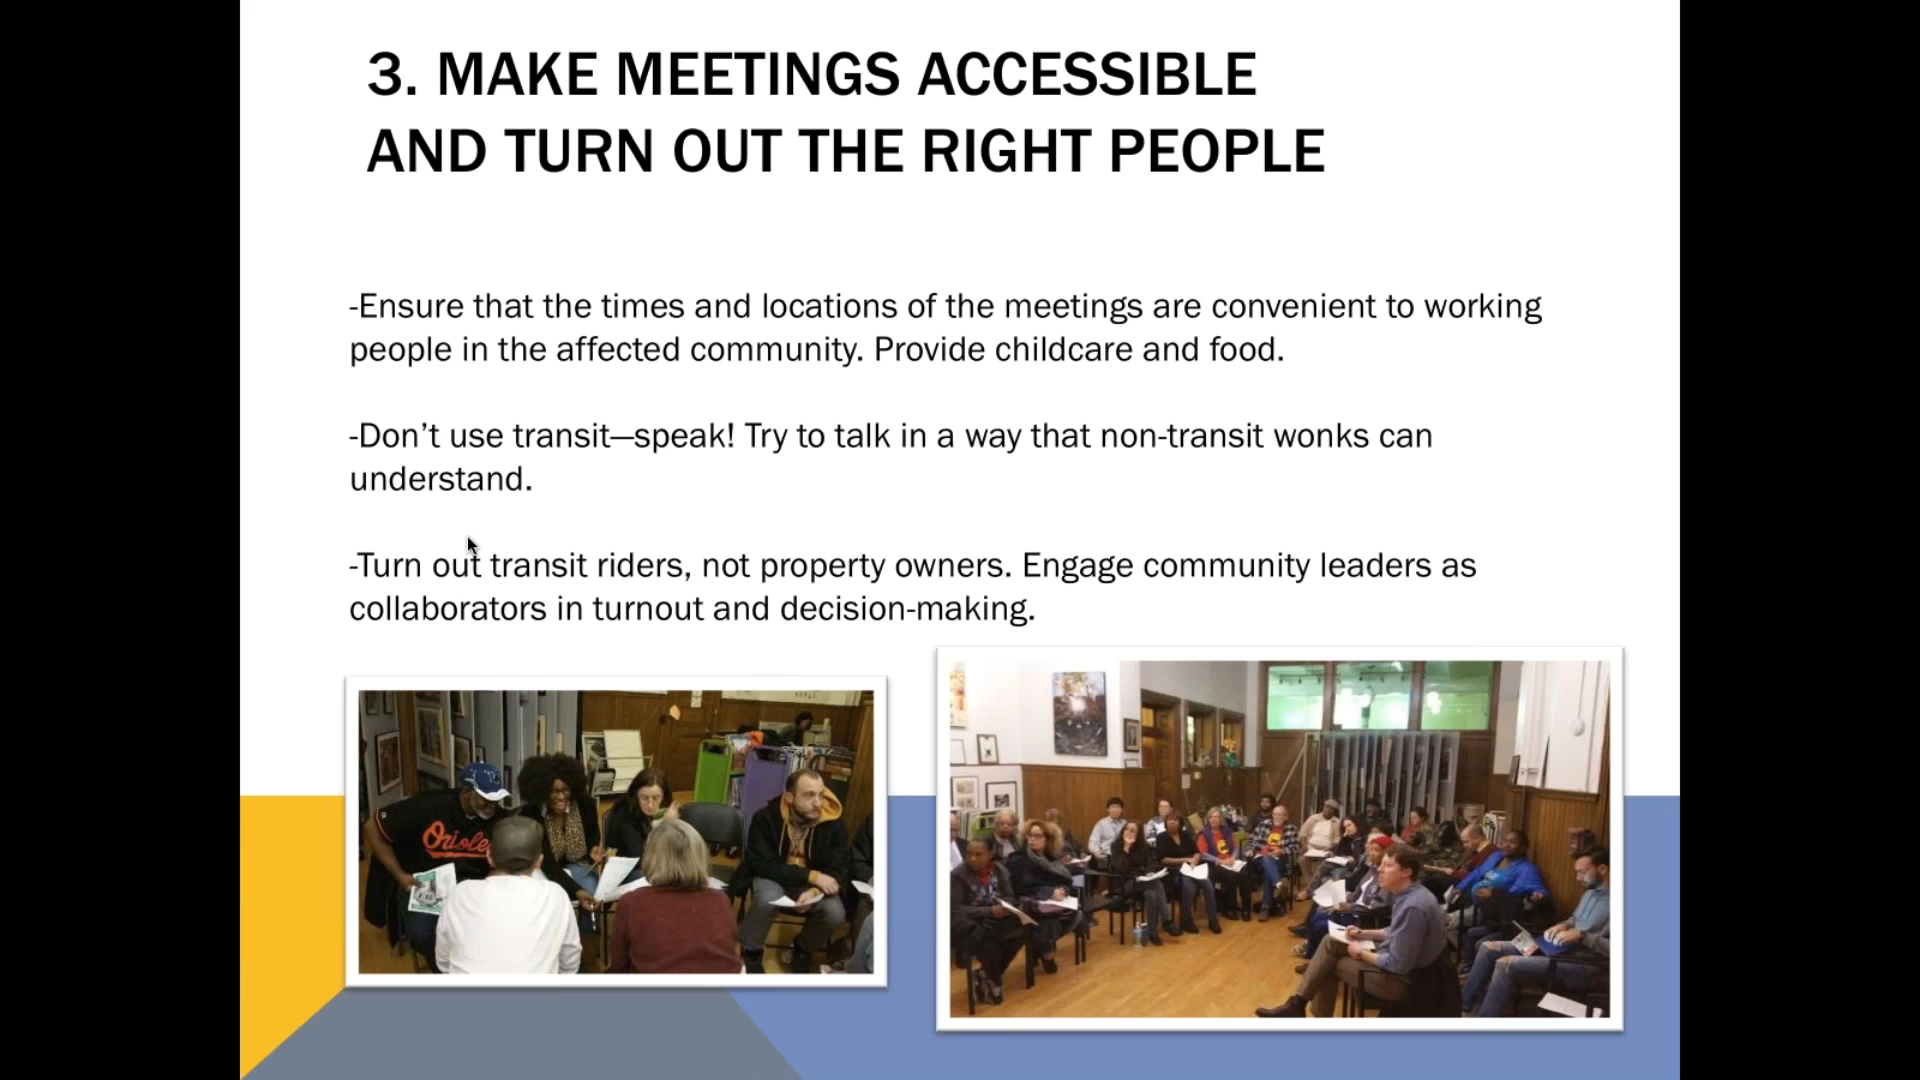 3. MAKE MEETINGS ACCESSIBLE
AND TURN OUT THE RIGHT PEOPLE
-Ensure that the times and locations of the meetings are convenient to working
people in the affected community. Provide childcare and food.
-Don’t use transit—speak! Try to talk in a way that non-transit wonks can
understand.
-Turn out transit riders, not property owners. Engage community leaders as
collaborators in turnout and decision-making.
Orioles